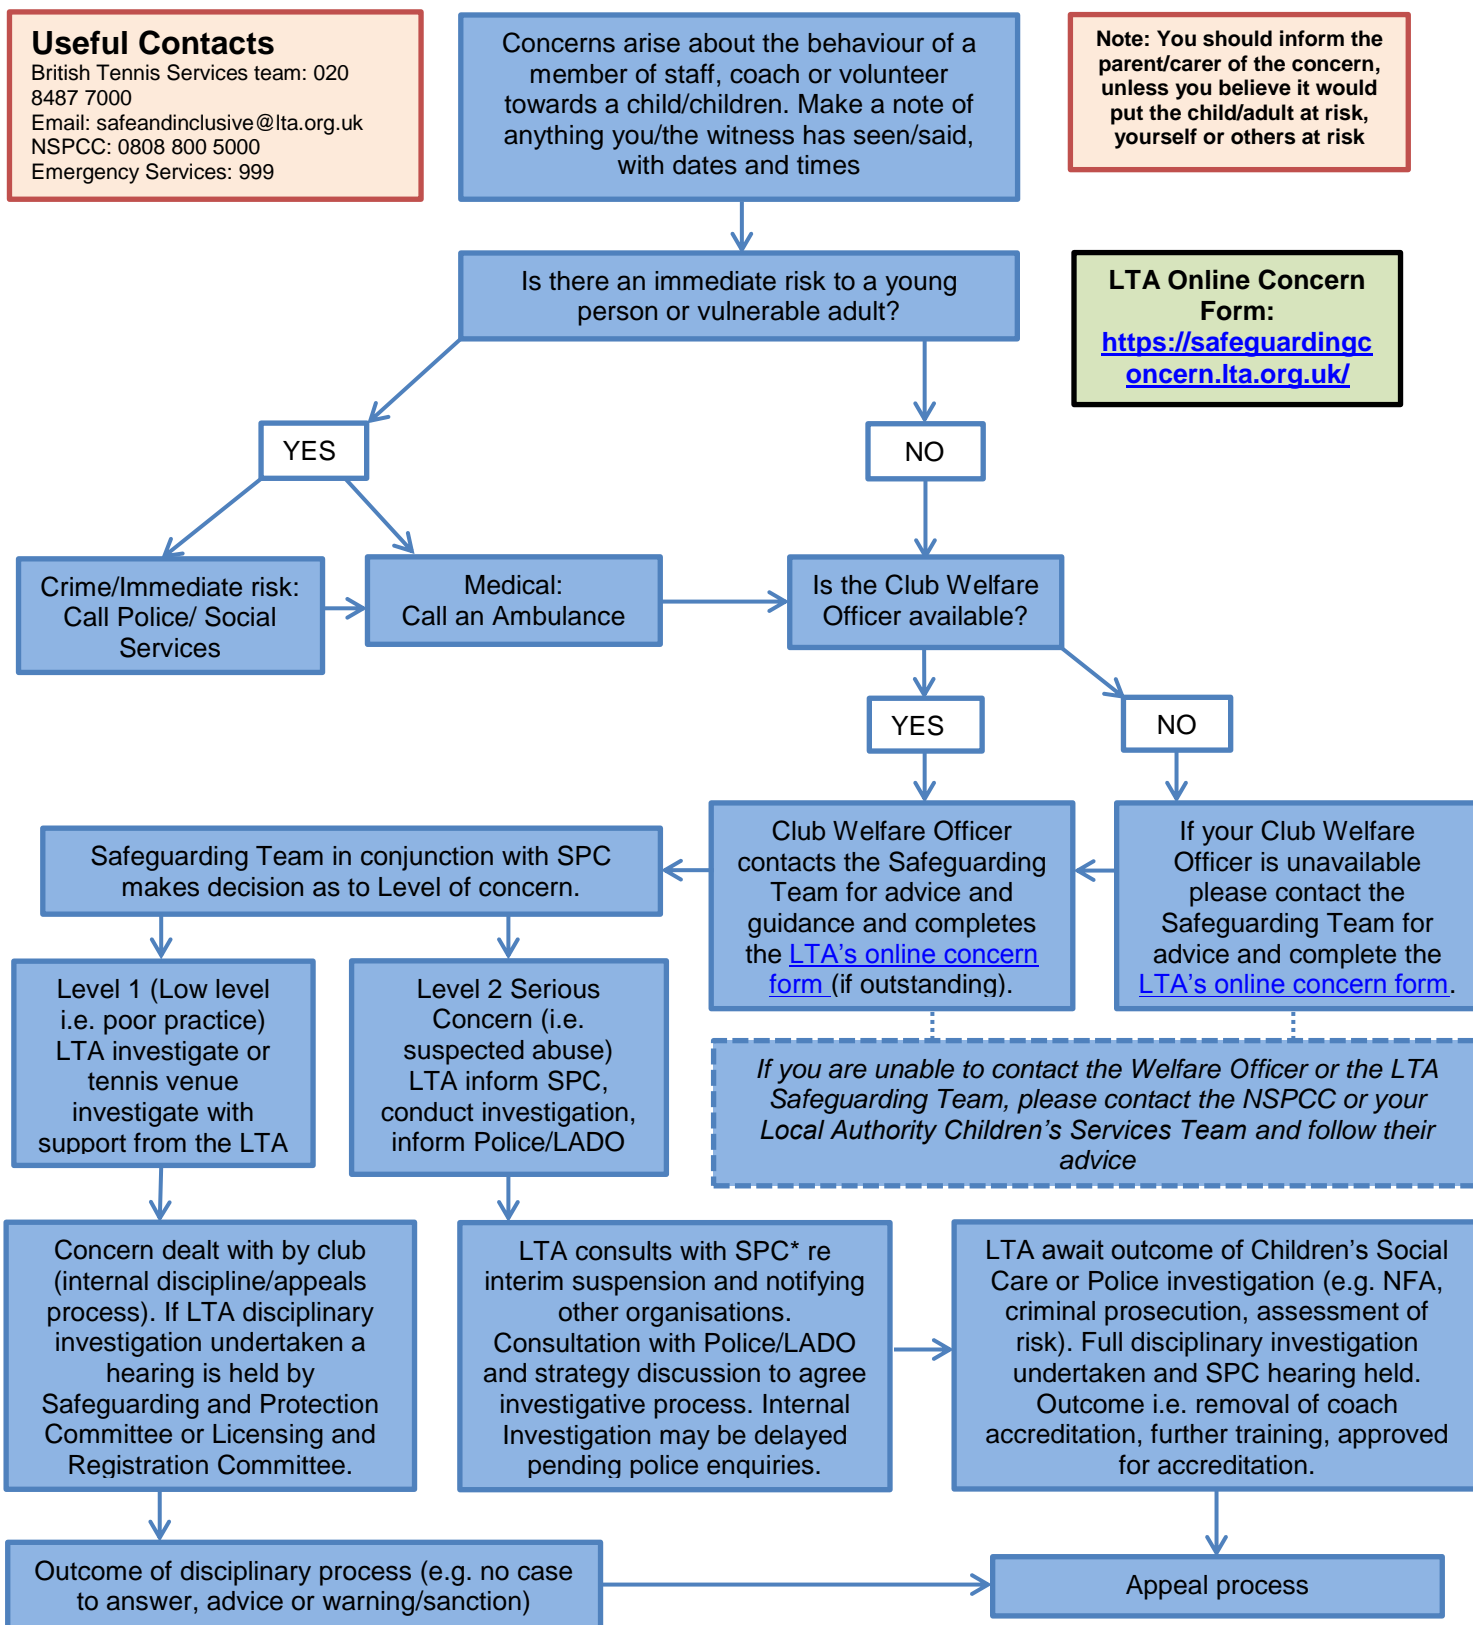 Useful Contacts
British Tennis Services team: 020
8487 7000
Email: safeandinclusive@lta.org.uk
NSPCC: 0808 800 5000
Emergency Services: 999
Concerns arise about the behaviour of a
member of staff, coach or volunteer
towards a child/children. Make a note of
anything you/the witness has seen/said,
with dates and times
Note: You should inform the
parent/carer of the concern,
unless you believe it would
put the child/adult at risk,
yourself or others at risk
Is there an immediate risk to a young
person or vulnerable adult?
LTA Online Concern
Form:
https://safeguardingc
oncern.lta.org.uk/
YES
NO
Crime/Immediate risk:
Call Police/ Social
Services
Medical:
Call an Ambulance
Is the Club Welfare
Officer available?
YES
NO
Club Welfare Officer
contacts the Safeguarding
Team for advice and
guidance and completes
the LTA's online concern
form (if outstanding).
If your Club Welfare
Officer is unavailable
please contact the
Safeguarding Team for
advice and complete the
LTA's online concern form.
Safeguarding Team in conjunction with SPC
makes decision as to Level of concern.
Level 1 (Low level
i.e. poor practice)
LTA investigate or
tennis venue
investigate with
support from the LTA
Level 2 Serious
Concern (i.e.
suspected abuse)
LTA inform SPC,
conduct investigation,
inform Police/LADO
If you are unable to contact the Welfare Officer or the LTA
Safeguarding Team, please contact the NSPCC or your
Local Authority Children's Services Team and follow their
advice
Concern dealt with by club
(internal discipline/appeals
process). If LTA disciplinary
investigation undertaken a
hearing is held by
Safeguarding and Protection
Committee or Licensing and
Registration Committee.
LTA consults with SPC* re
interim suspension and notifying
other organisations.
Consultation with Police/LADO
and strategy discussion to agree
investigative process. Internal
Investigation may be delayed
pending police enquiries.
LTA await outcome of Children's Social
Care or Police investigation (e.g. NFA,
criminal prosecution, assessment of
risk). Full disciplinary investigation
undertaken and SPC hearing held.
Outcome i.e. removal of coach
accreditation, further training, approved
for accreditation.
Outcome of disciplinary process (e.g. no case
to answer, advice or warning/sanction)
Appeal process